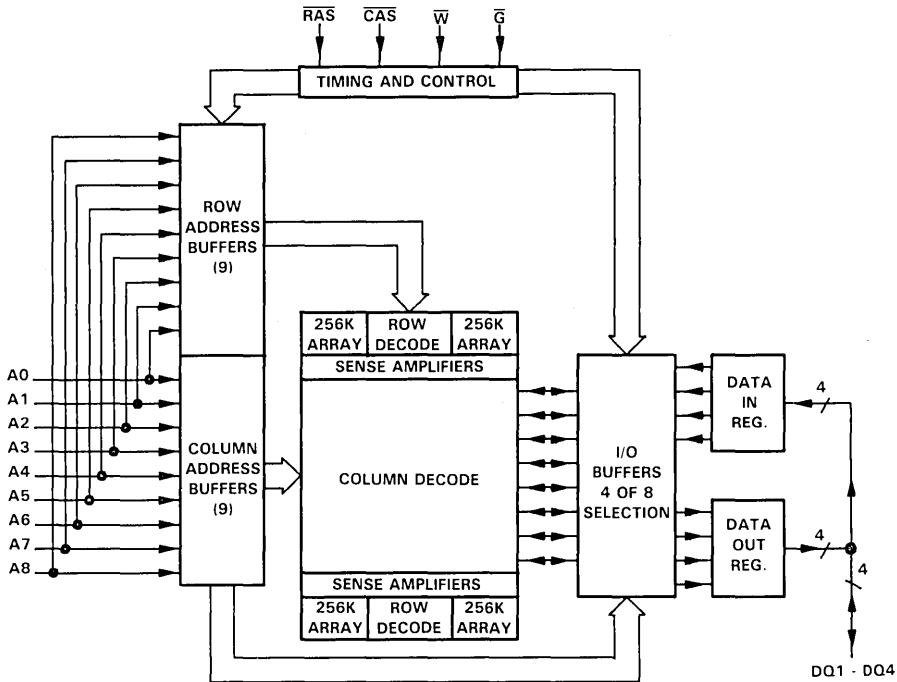 R̅A̅S̅ C̅A̅S̅ W̅ G̅
TIMING AND CONTROL
ROW
ADDRESS
BUFFERS
(9)
A0
A1
A2
A3
A4
A5
A6
A7
A8
COLUMN
ADDRESS
BUFFERS
(9)
256K
ARRAY
ROW
DECODE
256K
ARRAY
SENSE AMPLIFIERS
COLUMN DECODE
SENSE AMPLIFIERS
256K
ARRAY
ROW
DECODE
256K
ARRAY
I/O
BUFFERS
4 OF 8
SELECTION
DATA
IN
REG.
4
DATA
OUT
REG.
4
4
DQ1 - DQ4